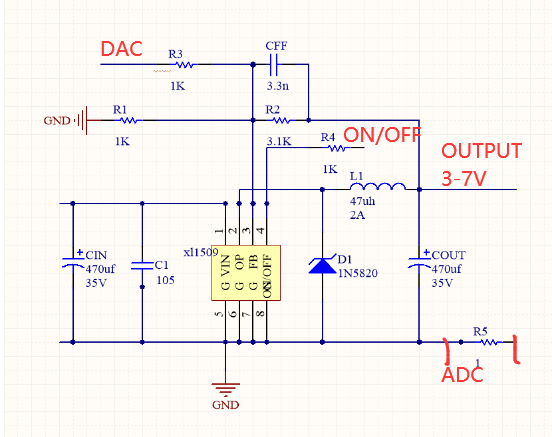 DAC
R3
CFF
1K
3.3n
GND
R1
R2
1K
3.1K
ON/OFF
R4
1K
OUTPUT
3-7V
L1
47uh
2A
1
2
3
4
xl1509
G VIN
G OP
G FB
G ON/OFF
5
6
7
8
CIN
470uf
35V
C1
105
D1
1N5820
COUT
470uf
35V
R5
1
ADC
GND